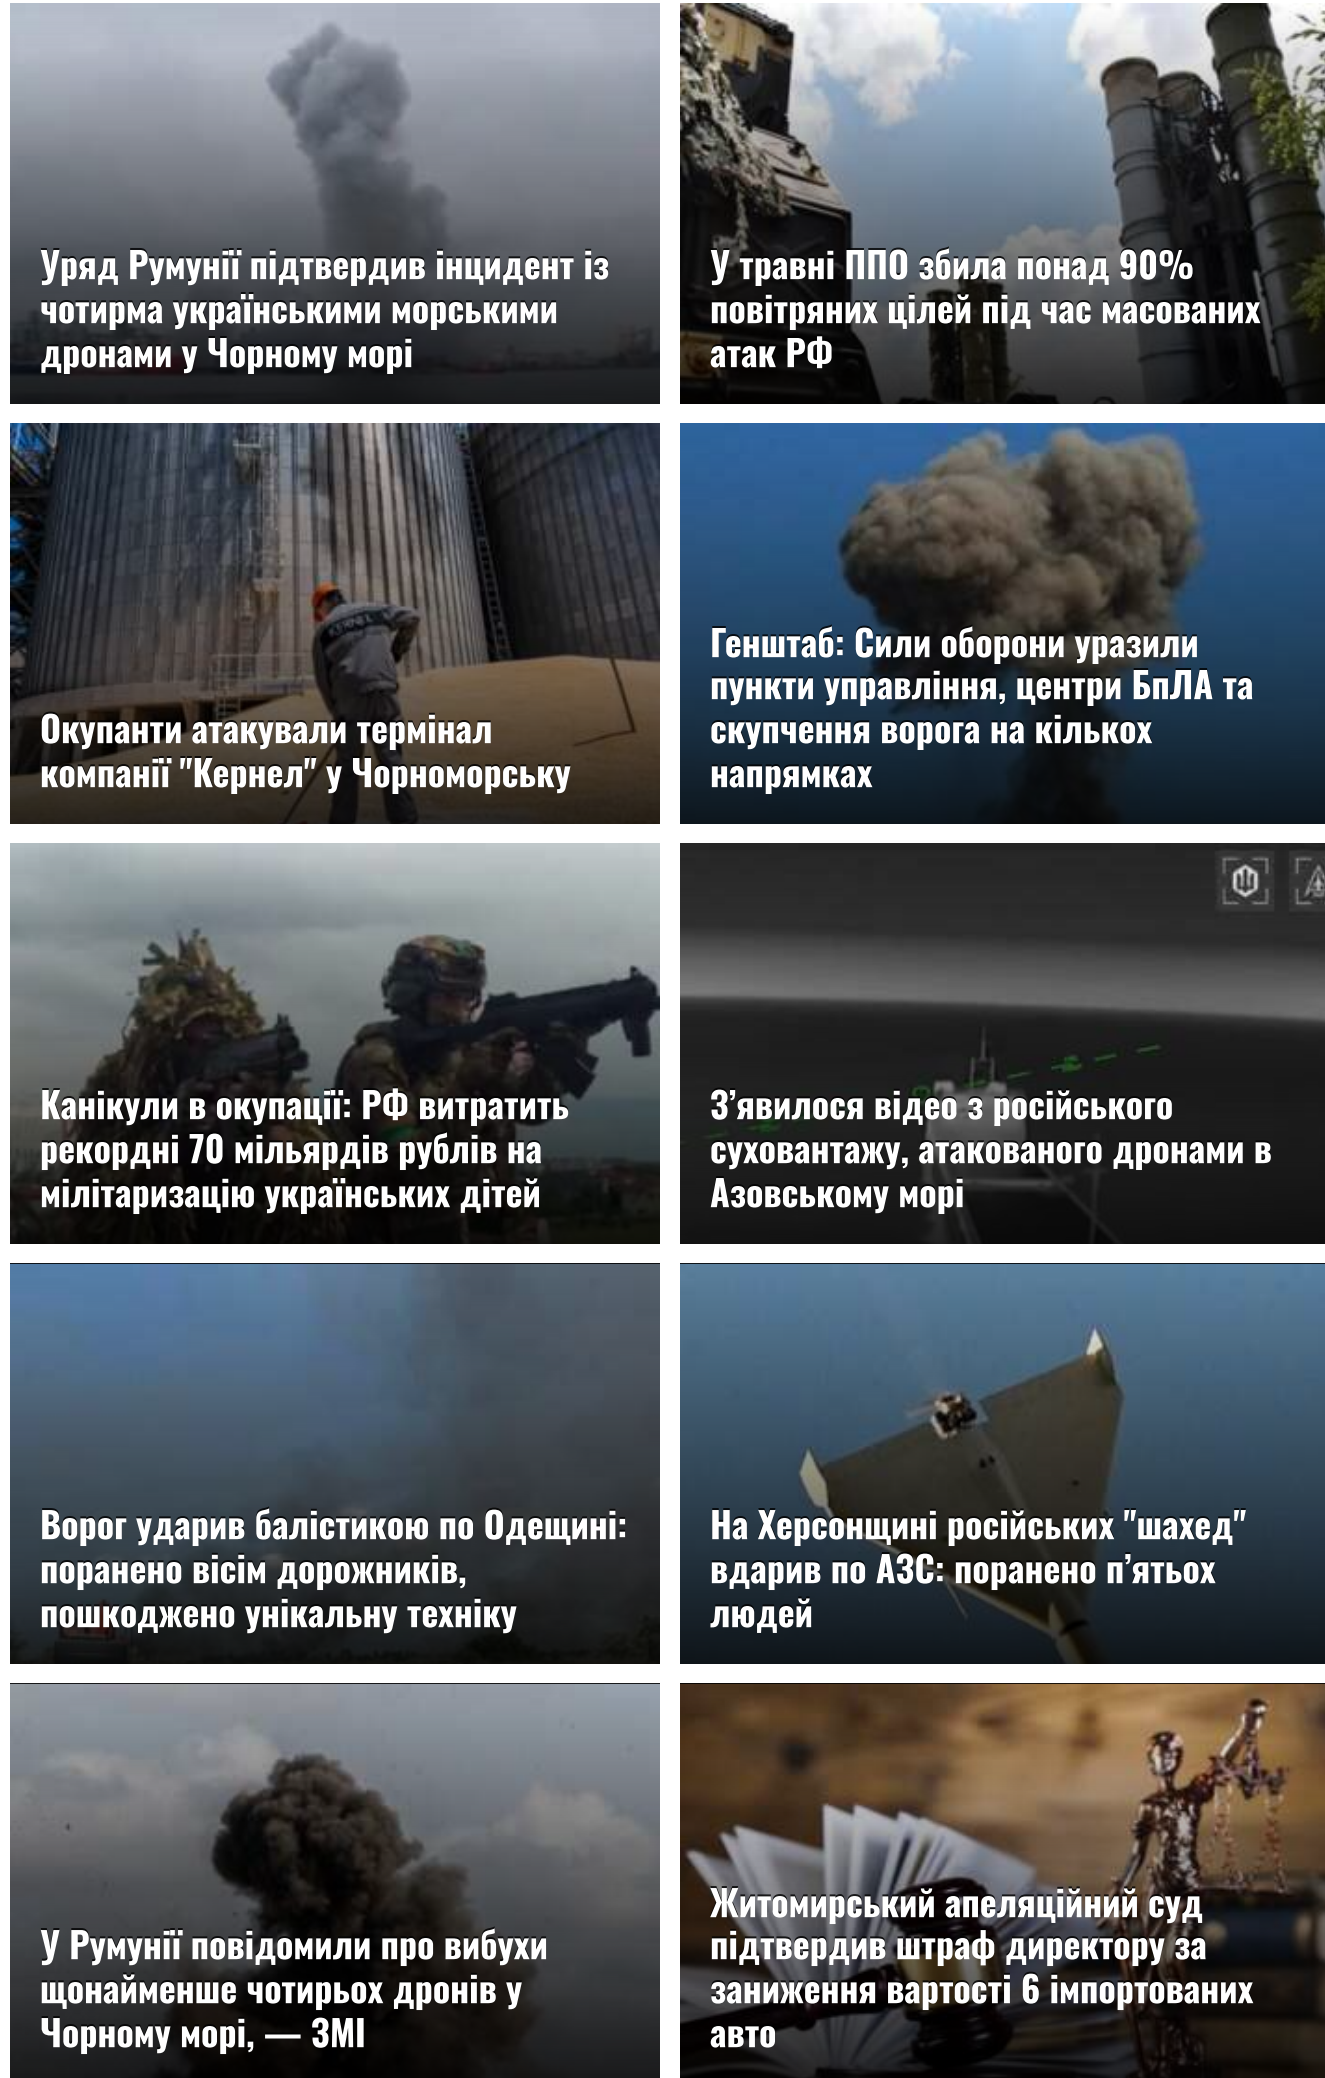 Уряд Румунії підтвердив інцидент із
чотирма українськими морськими
дронами у Чорному морі
У травні ППО збила понад 90%
повітряних цілей під час масованих
атак РФ
KERNEL
Окупанти атакували термінал
компанії "Кернел" у Чорноморську
Генштаб: Сили оборони уразили
пункти управління, центри БпЛА та
скупчення ворога на кількох
напрямках
Канікули в окупації: РФ витратить
рекордні 70 мільярдів рублів на
мілітаризацію українських дітей
З’явилося відео з російського
суховантажу, атакованого дронами в
Азовському морі
Ворог ударив балістикою по Одещині:
поранено вісім дорожників,
пошкоджено унікальну техніку
На Херсонщині російських "шахед"
вдарив по АЗС: поранено п’ятьох
людей
У Румунії повідомили про вибухи
щонайменше чотирьох дронів у
Чорному морі, — ЗМІ
Житомирський апеляційний суд
підтвердив штраф директору за
заниження вартості 6 імпортованих
авто